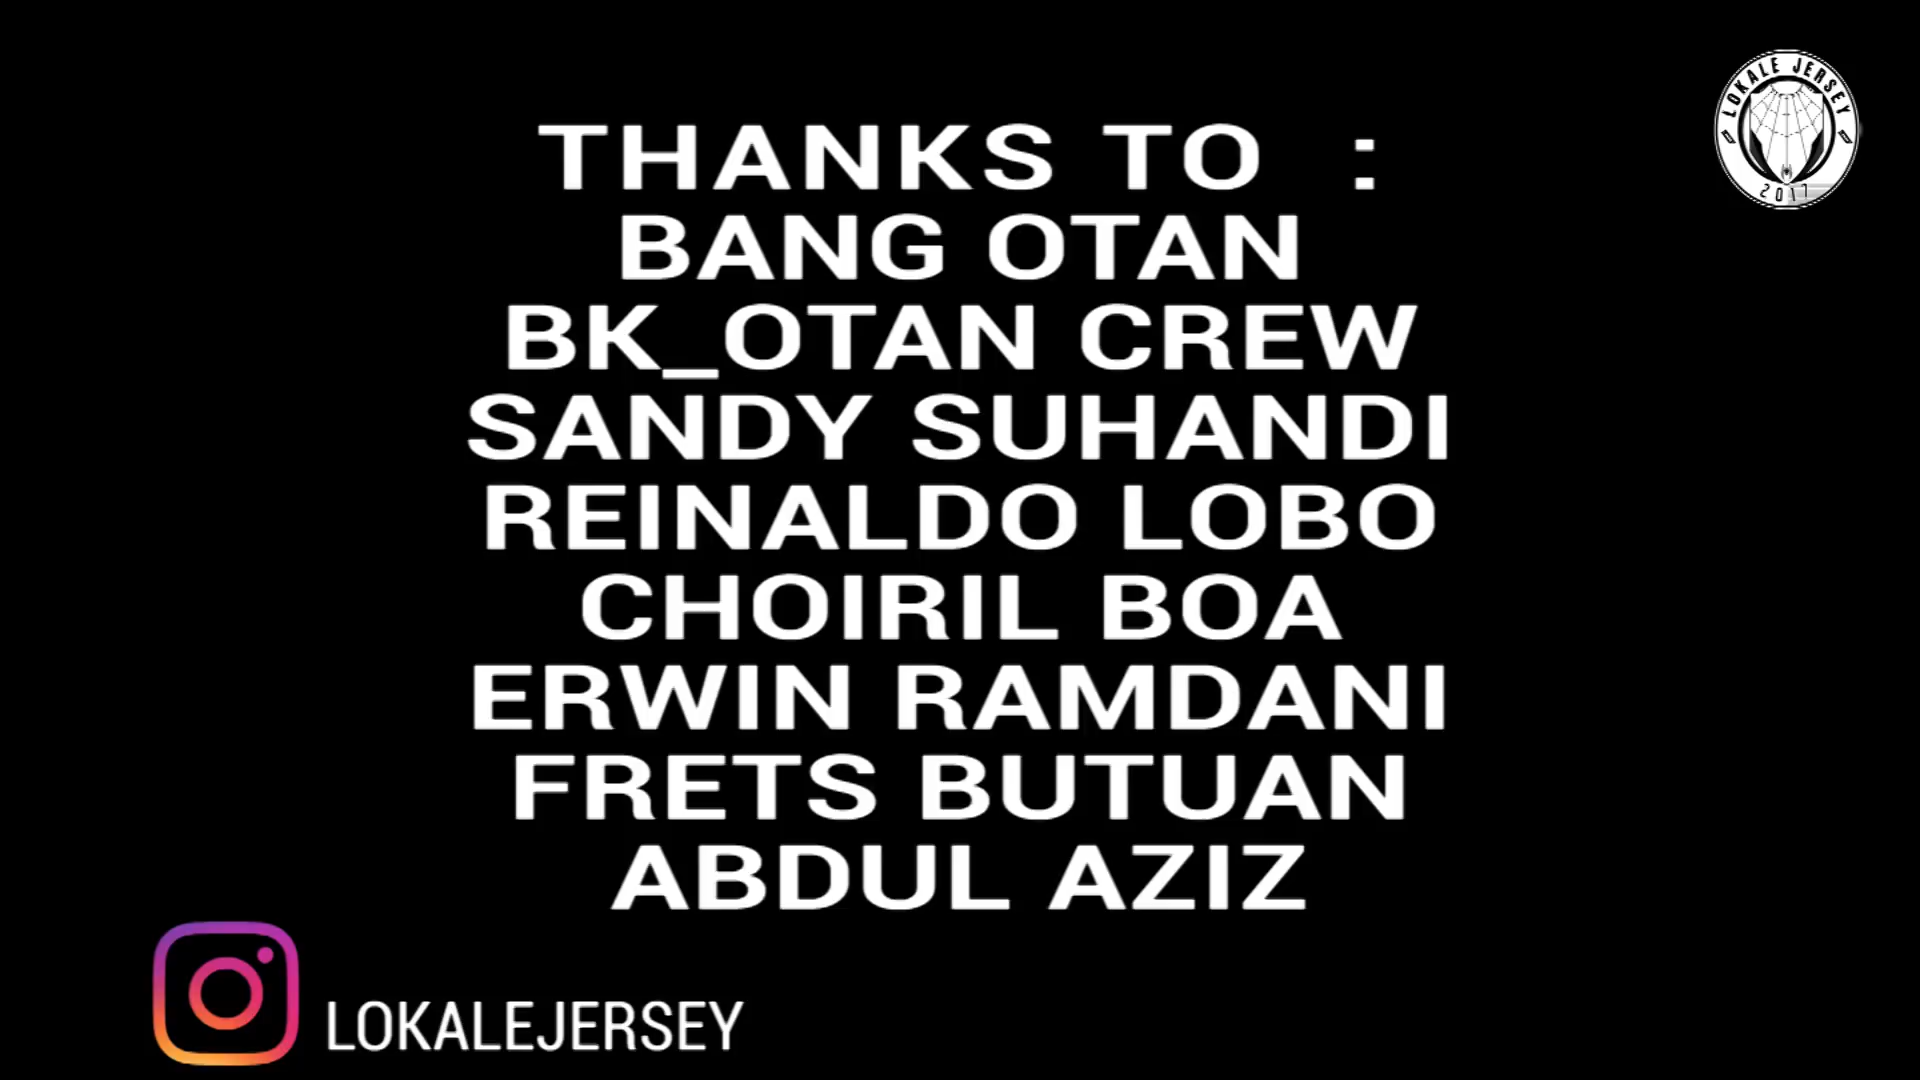 LOKALE JERSEY
2017
THANKS TO :
BANG OTAN
BK_OTAN CREW
SANDY SUHANDI
REINALDO LOBO
CHOIRIL BOA
ERWIN RAMDANI
FRETS BUTUAN
ABDUL AZIZ
LOKALEJERSEY